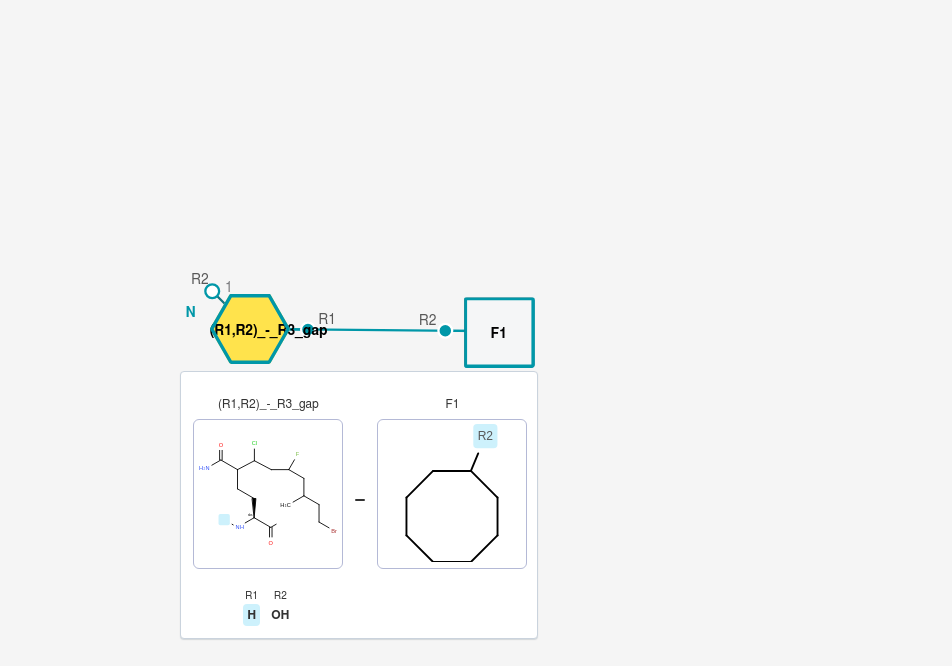 R2
1
N
R1
R2
(R1,R2)_-_R3_gap
F1
(R1,R2)_-_R3_gap
F1
R2
O
Cl
F
H₂N
H₃C
NH
O
Br
–
R1 R2
H OH